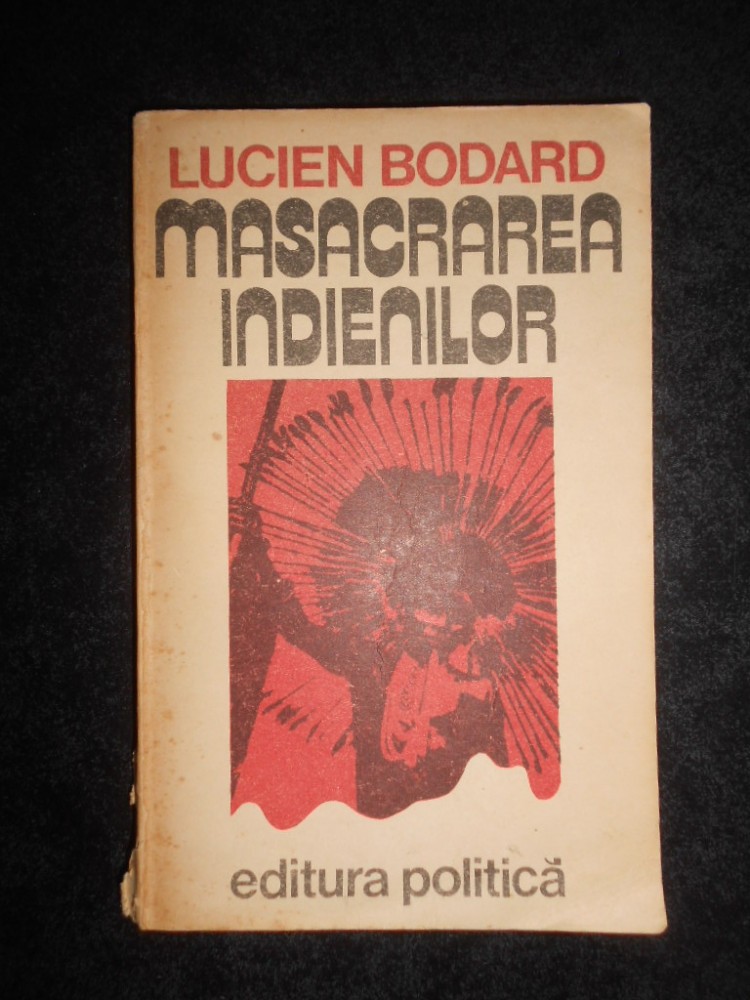 LUCIEN BODARD
MASACRAREA
INDIENILOR
editura politică